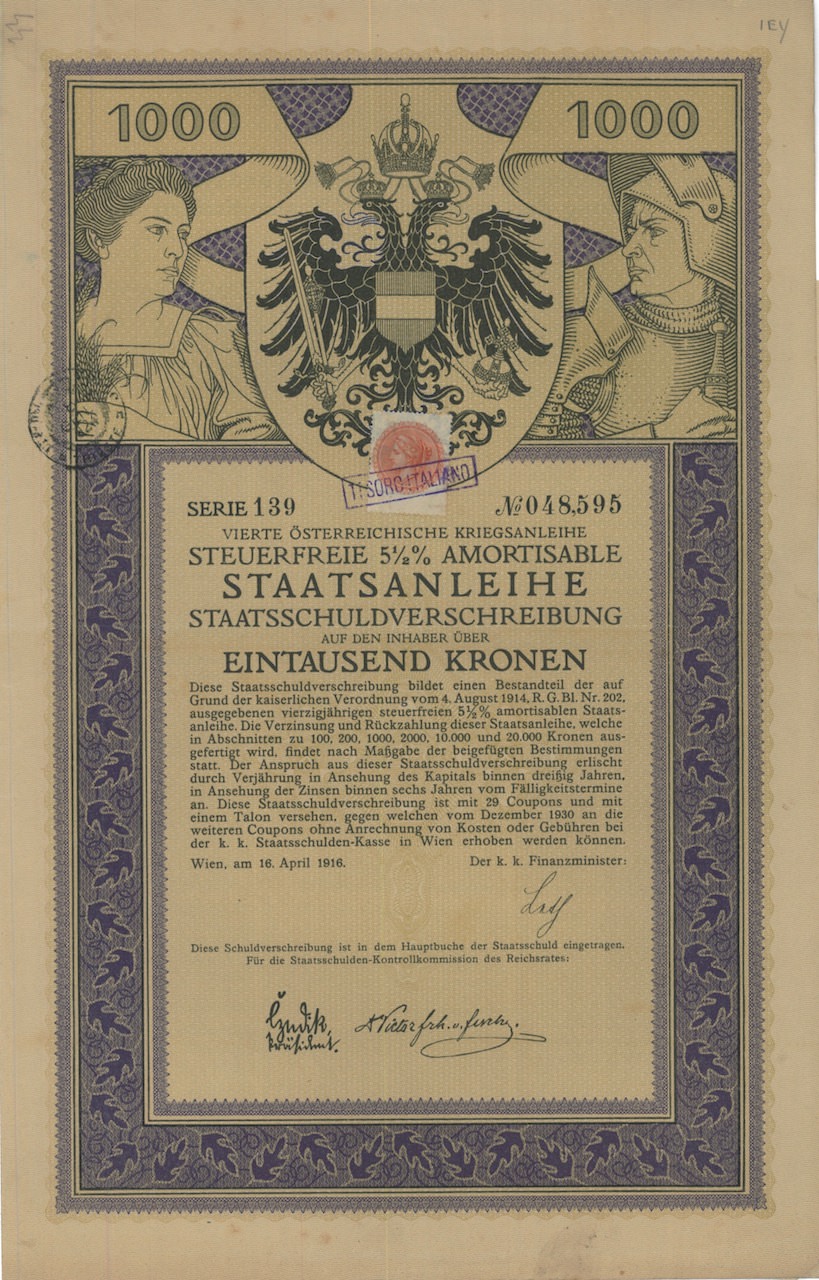 IEY
1000 1000
TESORO ITALIANO
SERIE 139 № 048,595
VIERTE ÖSTERREICHISCHE KRIEGSANLEIHE
STEUERFREIE 5½% AMORTISABLE
STAATSANLEIHE
STAATSSCHULDVERSCHREIBUNG
AUF DEN INHABER ÜBER
EINTAUSEND KRONEN
Diese Staatsschuldverschreibung bildet einen Bestandteil der auf
Grund der kaiserlichen Verordnung vom 4. August 1914, R. G. Bl. Nr. 202,
ausgegebenen vierzigjährigen steuerfreien 5½% amortisablen Staats-
anleihe. Die Verzinsung und Rückzahlung dieser Staatsanleihe, welche
in Abschnitten zu 100, 200, 1000, 2000, 10.000 und 20.000 Kronen aus-
gefertigt wird, findet nach Maßgabe der beigefügten Bestimmungen
statt. Der Anspruch aus dieser Staatsschuldverschreibung erlischt
durch Verjährung in Ansehung des Kapitals binnen dreißig Jahren,
in Ansehung der Zinsen binnen sechs Jahren vom Fälligkeitstermine
an. Diese Staatsschuldverschreibung ist mit 29 Coupons und mit
einem Talon versehen, gegen welchen vom Dezember 1930 an die
weiteren Coupons ohne Anrechnung von Kosten oder Gebühren bei
der k. k. Staatsschulden-Kasse in Wien erhoben werden können.
Wien, am 16. April 1916. Der k. k. Finanzminister:
Leth
Diese Schuldverschreibung ist in dem Hauptbuche der Staatsschuld eingetragen.
Für die Staatsschulden-Kontrollkommission des Reichsrates:
Präsident.